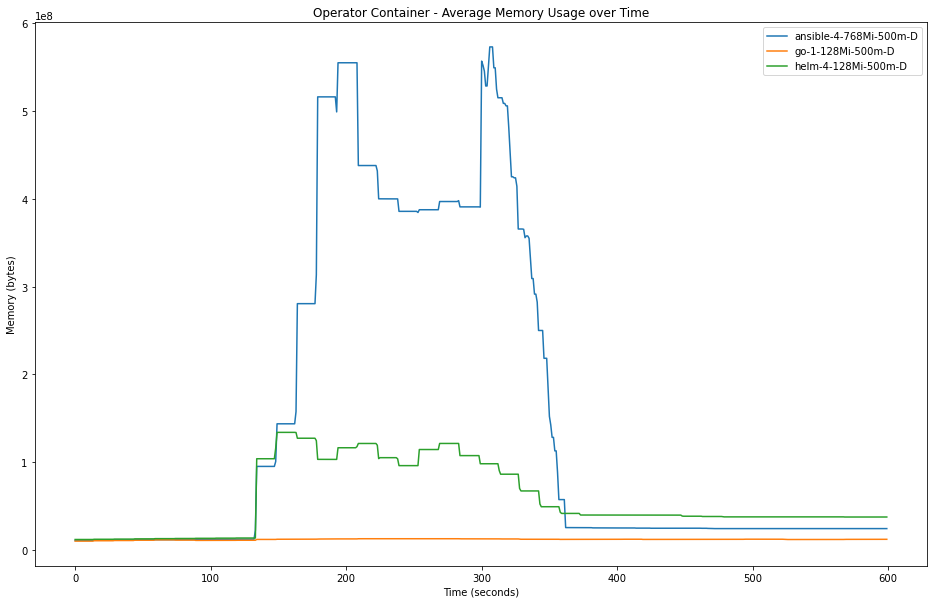 Operator Container - Average Memory Usage over Time
1e8
6
5
4
3
2
1
0
Memory (bytes)
ansible-4-768Mi-500m-D
go-1-128Mi-500m-D
helm-4-128Mi-500m-D
0 100 200 300 400 500 600
Time (seconds)